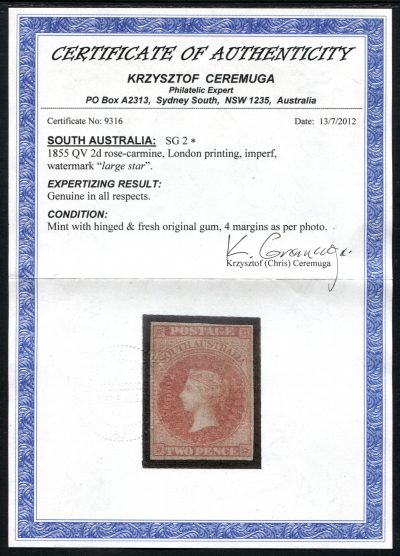 CERTIFICATE OF AUTHENTICITY
KRZYSZTOF CEREMUGA
Philatelic Expert
PO Box A2313, Sydney South, NSW 1235, Australia
Certificate No: 9316 Date: 13/7/2012
SOUTH AUSTRALIA: SG 2 *
1855 QV 2d rose-carmine, London printing, imperf,
watermark “large star”.
EXPERTIZING RESULT:
Genuine in all respects.
CONDITION:
Mint with hinged & fresh original gum, 4 margins as per photo.
K. Ceremuga
Krzysztof (Chris) Ceremuga
POSTAGE
SOUTH AUSTRALIA
TWO PENCE